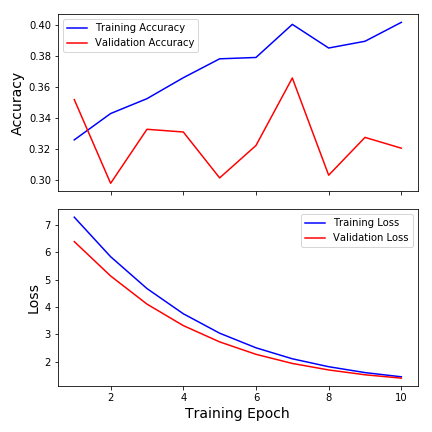 Training Accuracy
Validation Accuracy
Accuracy
0.40
0.38
0.36
0.34
0.32
0.30
Training Loss
Validation Loss
Loss
7
6
5
4
3
2
2 4 6 8 10
Training Epoch